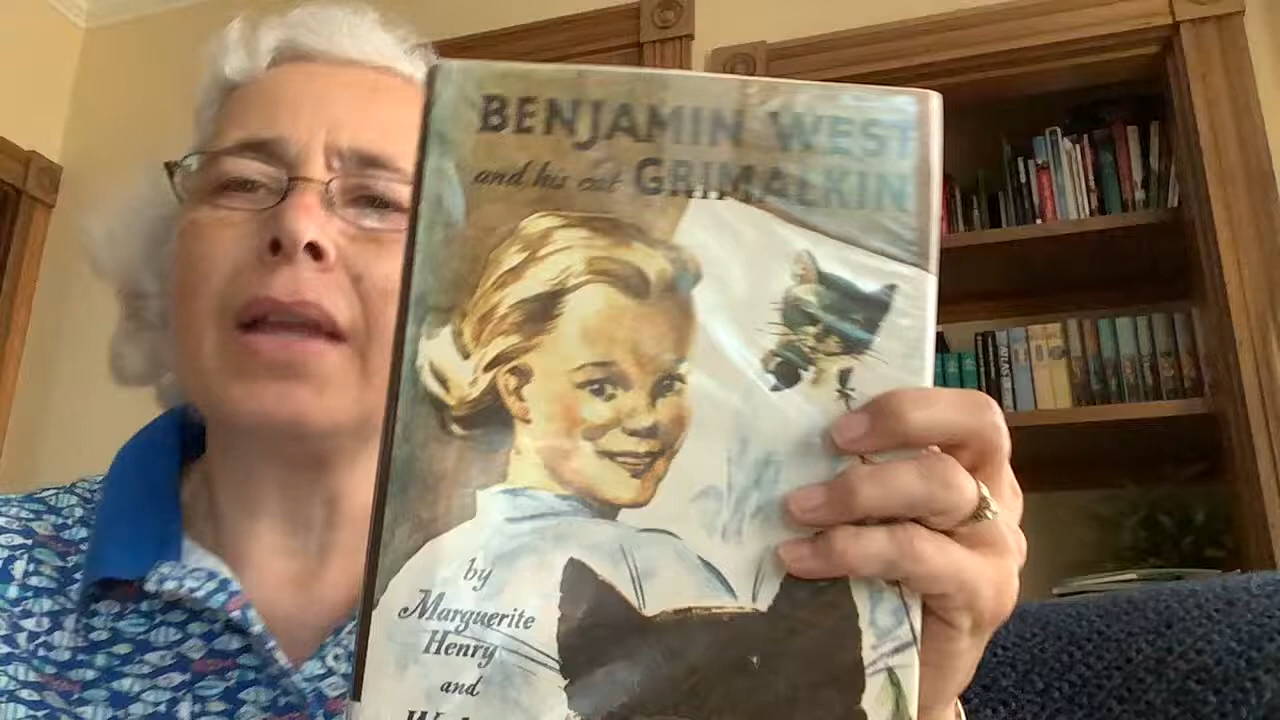 BENJAMIN WEST
and his cat GRIMALKIN
by
Marguerite
Henry
and